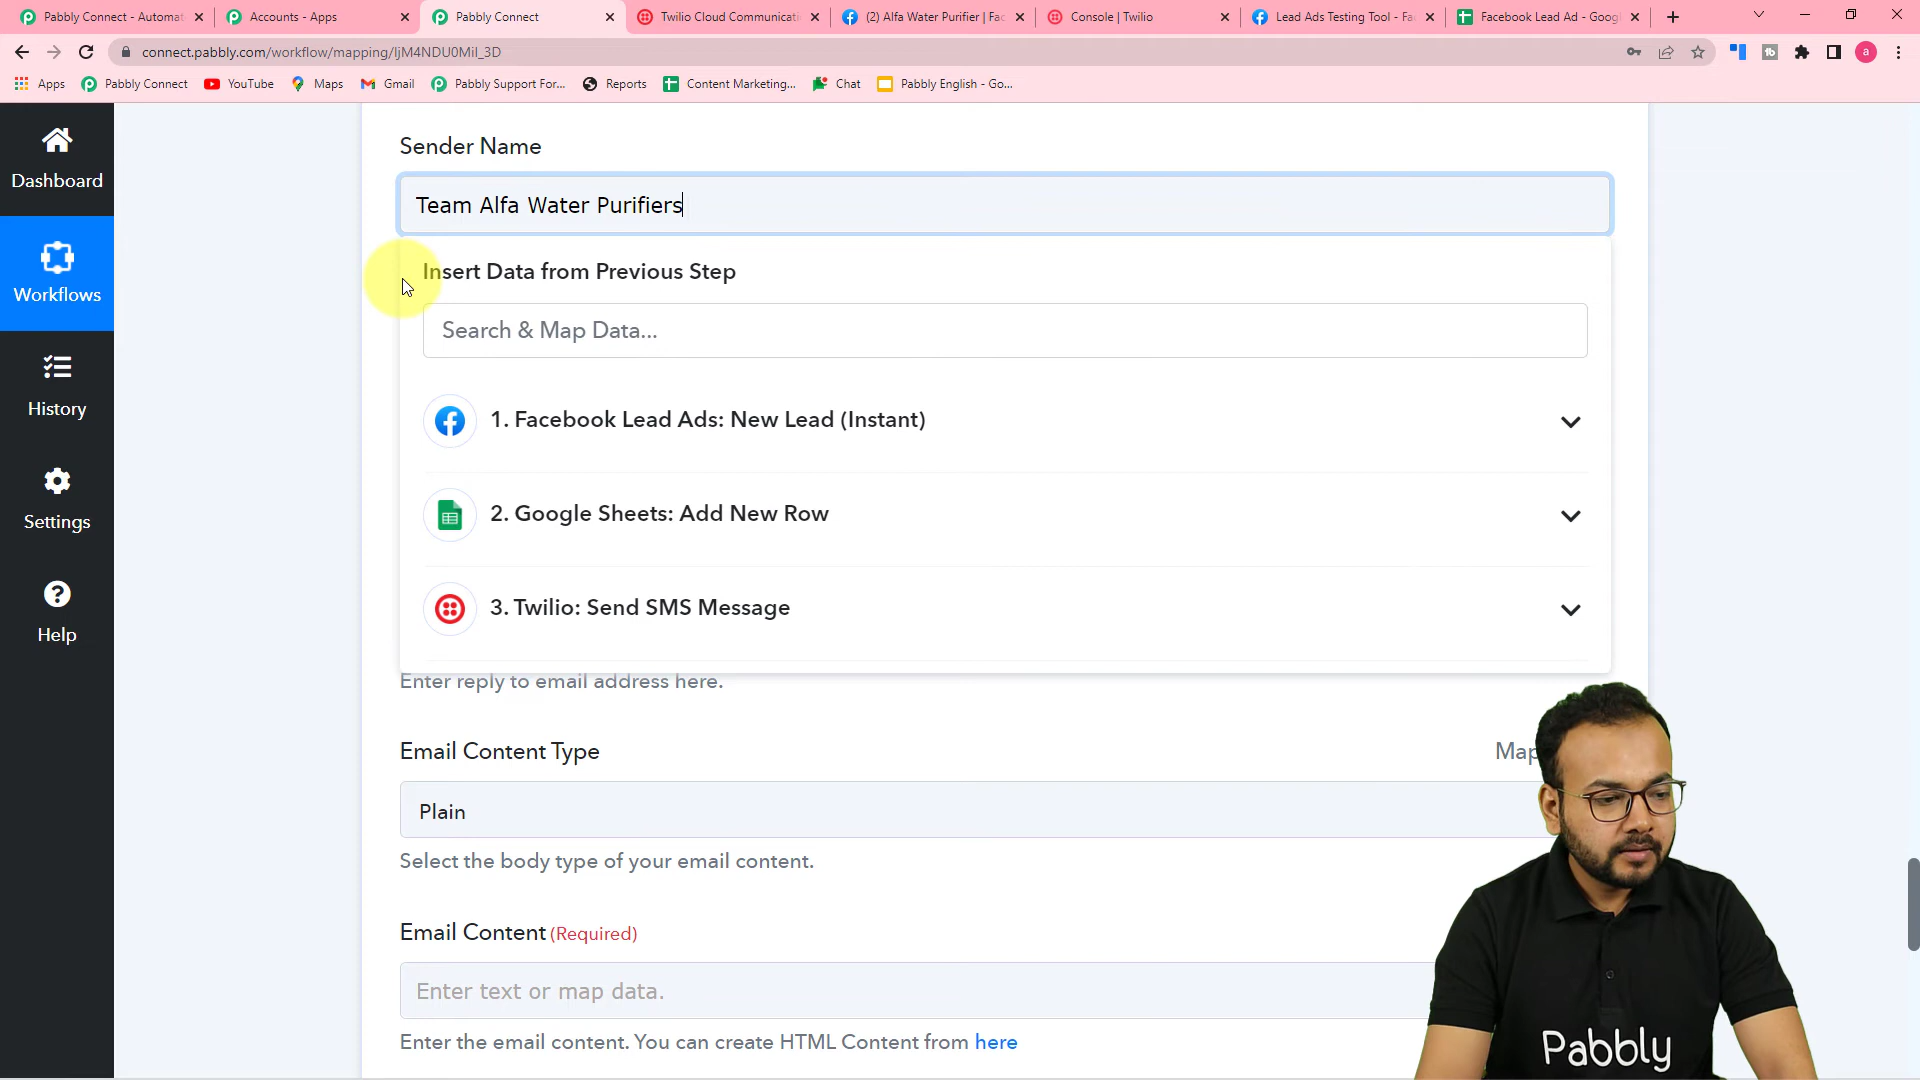 Pabbly Connect - Automat
Accounts - Apps
Pabbly Connect
Twilio Cloud Communicati
(2) Alfa Water Purifier | Fac
Console | Twilio
Lead Ads Testing Tool - Fac
Facebook Lead Ad - Googl
connect.pabbly.com/workflow/mapping/IjM4NDU0MiI_3D
a
Apps
Pabbly Connect
YouTube
Maps
Gmail
Pabbly Support For...
Reports
Content Marketing...
Chat
Pabbly English - Go...
Dashboard
Workflows
History
Settings
Help
Sender Name
Team Alfa Water Purifiers
Insert Data from Previous Step
Search & Map Data...
1. Facebook Lead Ads: New Lead (Instant)
2. Google Sheets: Add New Row
3. Twilio: Send SMS Message
Enter reply to email address here.
Email Content Type
Map
Plain
Select the body type of your email content.
Email Content (Required)
Enter text or map data.
Enter the email content. You can create HTML Content from here
Pabbly